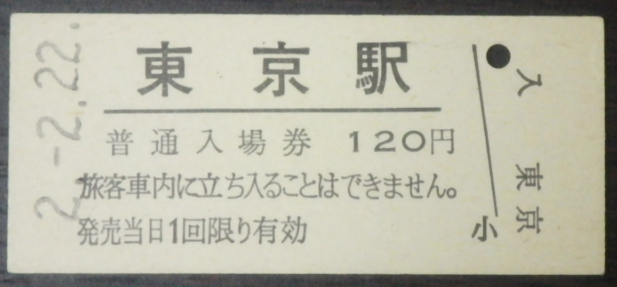 東京駅
普通入場券 120円
旅客車内に立ち入ることはできません。
発売当日1回限り有効
2.-2.22.
入 東京
小